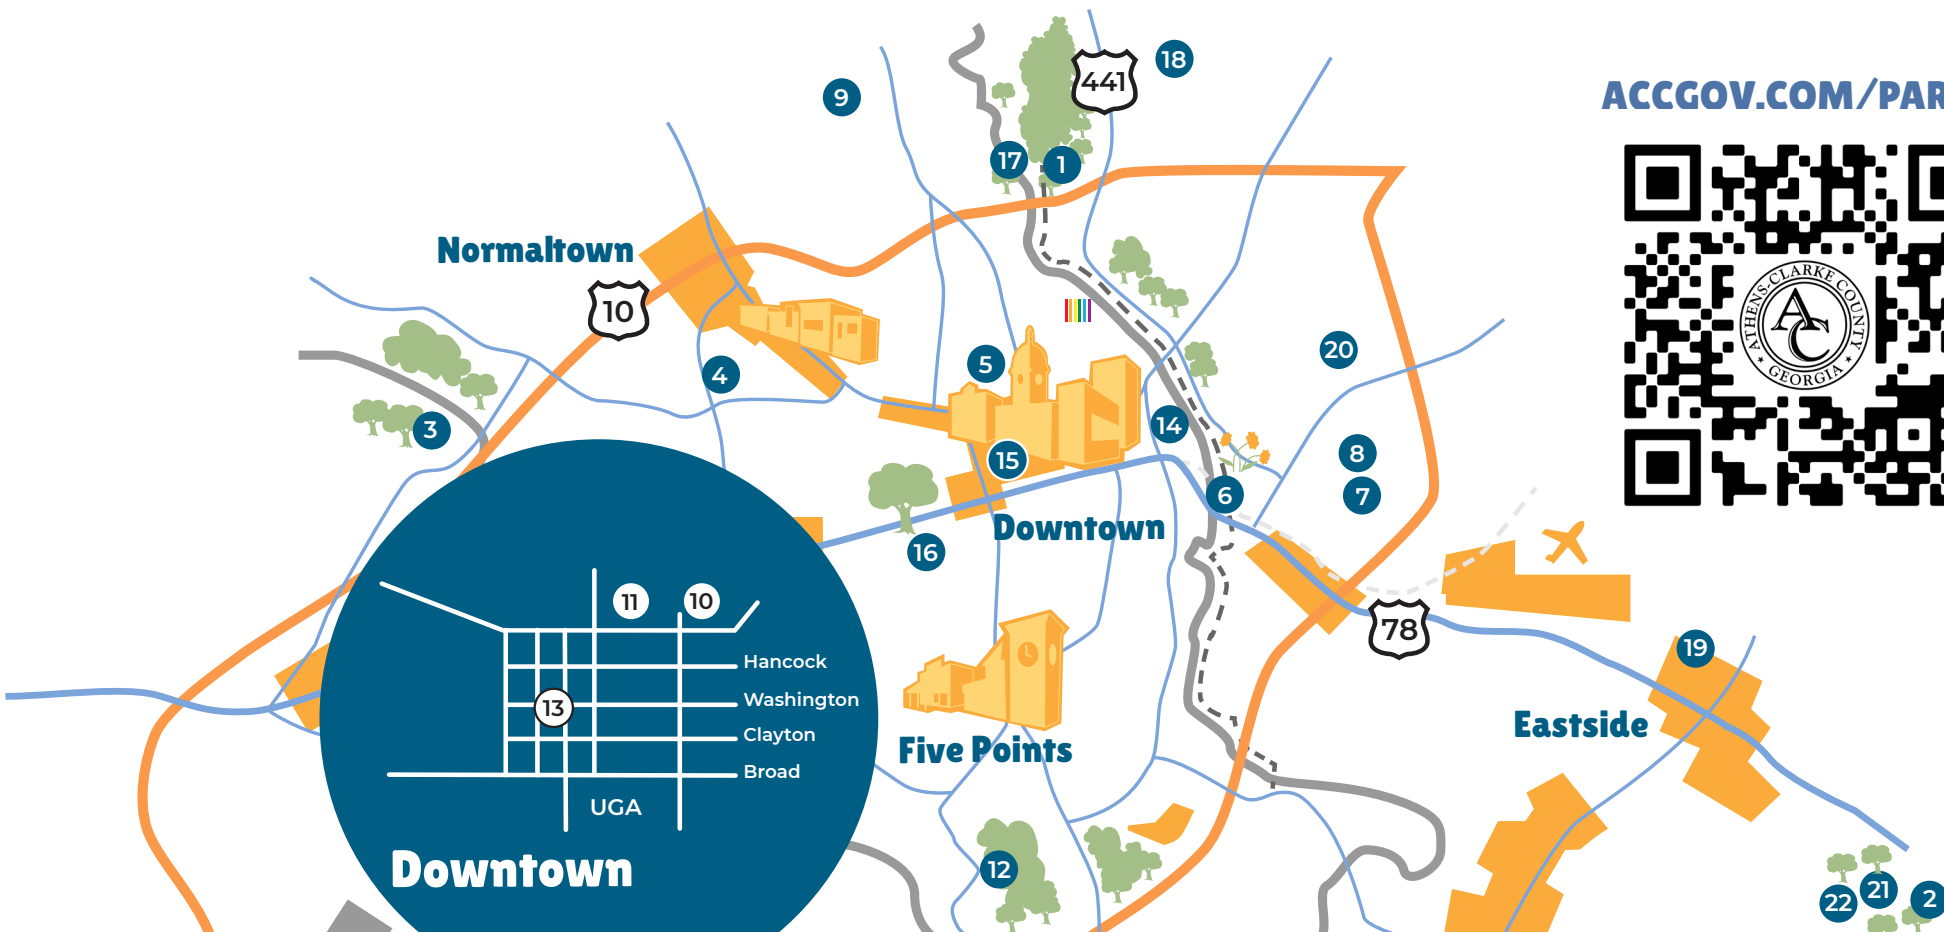 18
441
9
ACCGOV.COM/PAR
17
1
Normaltown
10
ATHENS-CLARKE COUNTY
AC
GEORGIA
20
5
4
14
3
8
15
7
6
Downtown
16
11
10
78
19
Hancock
Washington
13
Eastside
Clayton
Five Points
Broad
UGA
Downtown
12
22
21
2